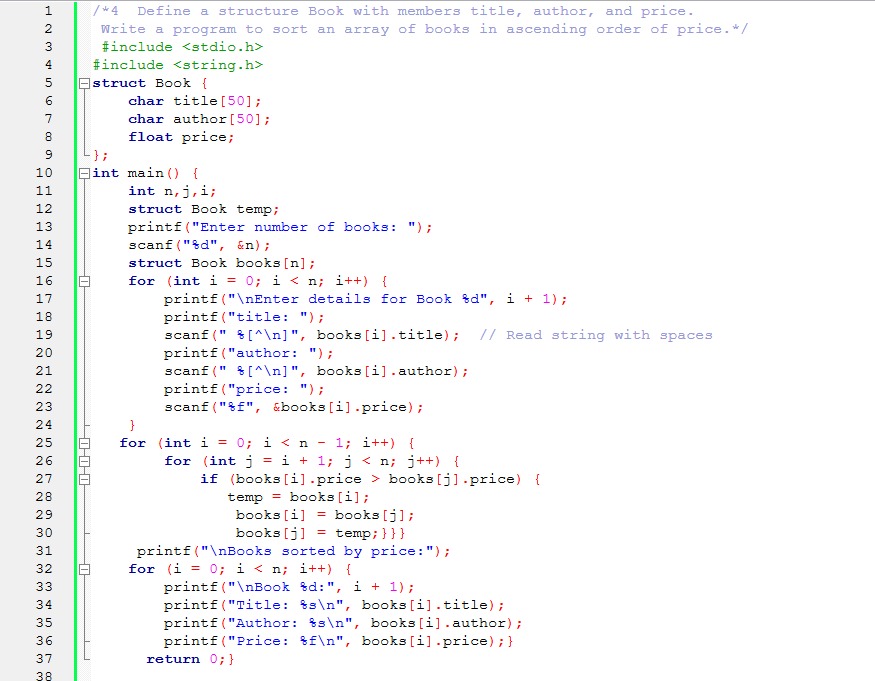 1 /*4  Define a structure Book with members title, author, and price.
2  Write a program to sort an array of books in ascending order of price.*/
3  #include <stdio.h>
4 #include <string.h>
5 struct Book {
6     char title[50];
7     char author[50];
8     float price;
9 };
10 int main() {
11     int n,j,i;
12     struct Book temp;
13     printf("Enter number of books: ");
14     scanf("%d", &n);
15     struct Book books[n];
16     for (int i = 0; i < n; i++) {
17         printf("\nEnter details for Book %d", i + 1);
18         printf("title: ");
19         scanf(" %[^\n]", books[i].title);  // Read string with spaces
20         printf("author: ");
21         scanf(" %[^\n]", books[i].author);
22         printf("price: ");
23         scanf("%f", &books[i].price);
24     }
25    for (int i = 0; i < n - 1; i++) {
26         for (int j = i + 1; j < n; j++) {
27             if (books[i].price > books[j].price) {
28                temp = books[i];
29                 books[i] = books[j];
30                 books[j] = temp;}}}
31      printf("\nBooks sorted by price:");
32     for (i = 0; i < n; i++) {
33         printf("\nBook %d:", i + 1);
34         printf("Title: %s\n", books[i].title);
35         printf("Author: %s\n", books[i].author);
36         printf("Price: %f\n", books[i].price);}
37       return 0;}
38